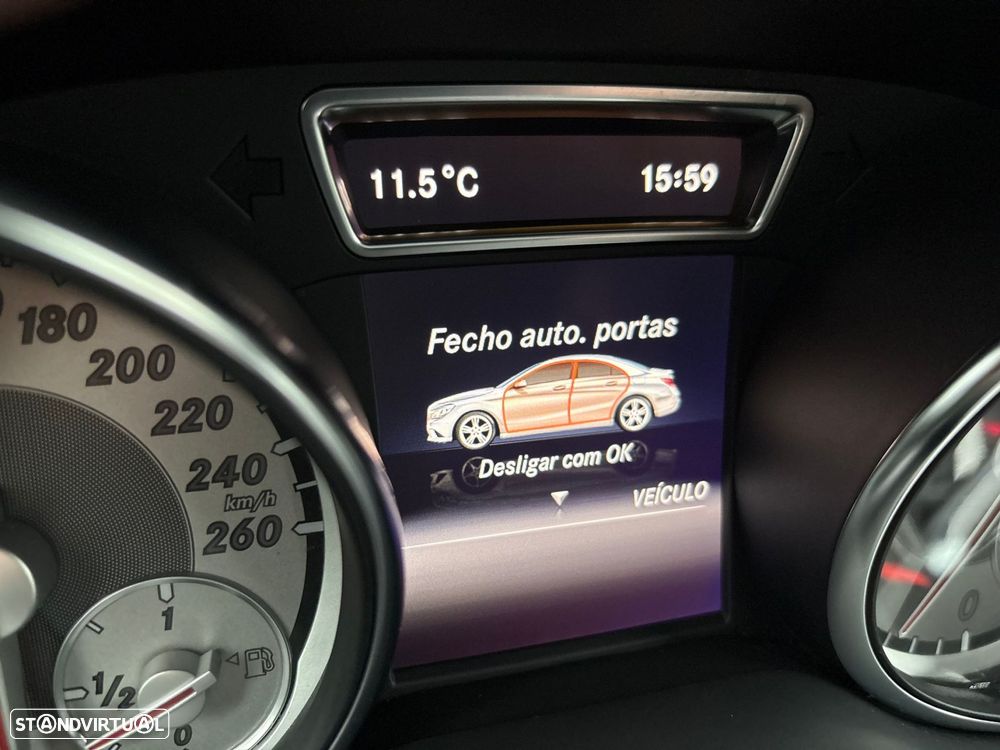 11.5°C 15:59
Fecho auto. portas
Desligar com OK
VEÍCULO
180
200
220
240
km/h
260
1
1/2
0
0
STANDVIRTUAL